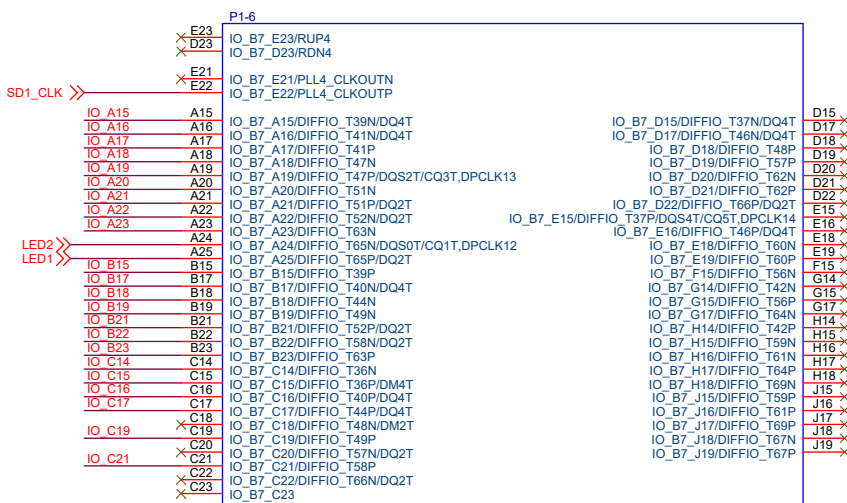 P1-6
E23 IO_B7_E23/RUP4
D23 IO_B7_D23/RDN4
E21 IO_B7_E21/PLL4_CLKOUTN
SD1_CLK E22 IO_B7_E22/PLL4_CLKOUTP
IO_A15 A15 IO_B7_A15/DIFFIO_T39N/DQ4T IO_B7_D15/DIFFIO_T37N/DQ4T D15
IO_A16 A16 IO_B7_A16/DIFFIO_T41N/DQ4T IO_B7_D17/DIFFIO_T46N/DQ4T D17
IO_A17 A17 IO_B7_A17/DIFFIO_T41P IO_B7_D18/DIFFIO_T48P D18
IO_A18 A18 IO_B7_A18/DIFFIO_T47N IO_B7_D19/DIFFIO_T57P D19
IO_A19 A19 IO_B7_A19/DIFFIO_T47P/DQS2T/CQ3T,DPCLK13 IO_B7_D20/DIFFIO_T62N D20
IO_A20 A20 IO_B7_A20/DIFFIO_T51N IO_B7_D21/DIFFIO_T62P D21
IO_A21 A21 IO_B7_A21/DIFFIO_T51P/DQ2T IO_B7_D22/DIFFIO_T66P/DQ2T D22
IO_A22 A22 IO_B7_A22/DIFFIO_T52N/DQ2T IO_B7_E15/DIFFIO_T37P/DQS4T/CQ5T,DPCLK14 E15
IO_A23 A23 IO_B7_A23/DIFFIO_T63N IO_B7_E16/DIFFIO_T46P/DQ4T E16
LED2 A24 IO_B7_A24/DIFFIO_T65N/DQS0T/CQ1T,DPCLK12 IO_B7_E18/DIFFIO_T60N E18
LED1 A25 IO_B7_A25/DIFFIO_T65P/DQ2T IO_B7_E19/DIFFIO_T60P E19
IO_B15 B15 IO_B7_B15/DIFFIO_T39P IO_B7_F15/DIFFIO_T56N F15
IO_B17 B17 IO_B7_B17/DIFFIO_T40N/DQ4T IO_B7_G14/DIFFIO_T42N G14
IO_B18 B18 IO_B7_B18/DIFFIO_T44N IO_B7_G15/DIFFIO_T56P G15
IO_B19 B19 IO_B7_B19/DIFFIO_T49N IO_B7_G17/DIFFIO_T64N G17
IO_B21 B21 IO_B7_B21/DIFFIO_T52P/DQ2T IO_B7_H14/DIFFIO_T42P H14
IO_B22 B22 IO_B7_B22/DIFFIO_T58N/DQ2T IO_B7_H15/DIFFIO_T59N H15
IO_B23 B23 IO_B7_B23/DIFFIO_T63P IO_B7_H16/DIFFIO_T61N H16
IO_C14 C14 IO_B7_C14/DIFFIO_T36N IO_B7_H17/DIFFIO_T64P H17
IO_C15 C15 IO_B7_C15/DIFFIO_T36P/DM4T IO_B7_H18/DIFFIO_T69N H18
IO_C16 C16 IO_B7_C16/DIFFIO_T40P/DQ4T IO_B7_J15/DIFFIO_T59P J15
IO_C17 C17 IO_B7_C17/DIFFIO_T44P/DQ4T IO_B7_J16/DIFFIO_T61P J16
C18 IO_B7_C18/DIFFIO_T48N/DM2T IO_B7_J17/DIFFIO_T69P J17
IO_C19 C19 IO_B7_C19/DIFFIO_T49P IO_B7_J18/DIFFIO_T67N J18
C20 IO_B7_C20/DIFFIO_T57N/DQ2T IO_B7_J19/DIFFIO_T67P J19
IO_C21 C21 IO_B7_C21/DIFFIO_T58P
C22 IO_B7_C22/DIFFIO_T66N/DQ2T
C23 IO_B7_C23